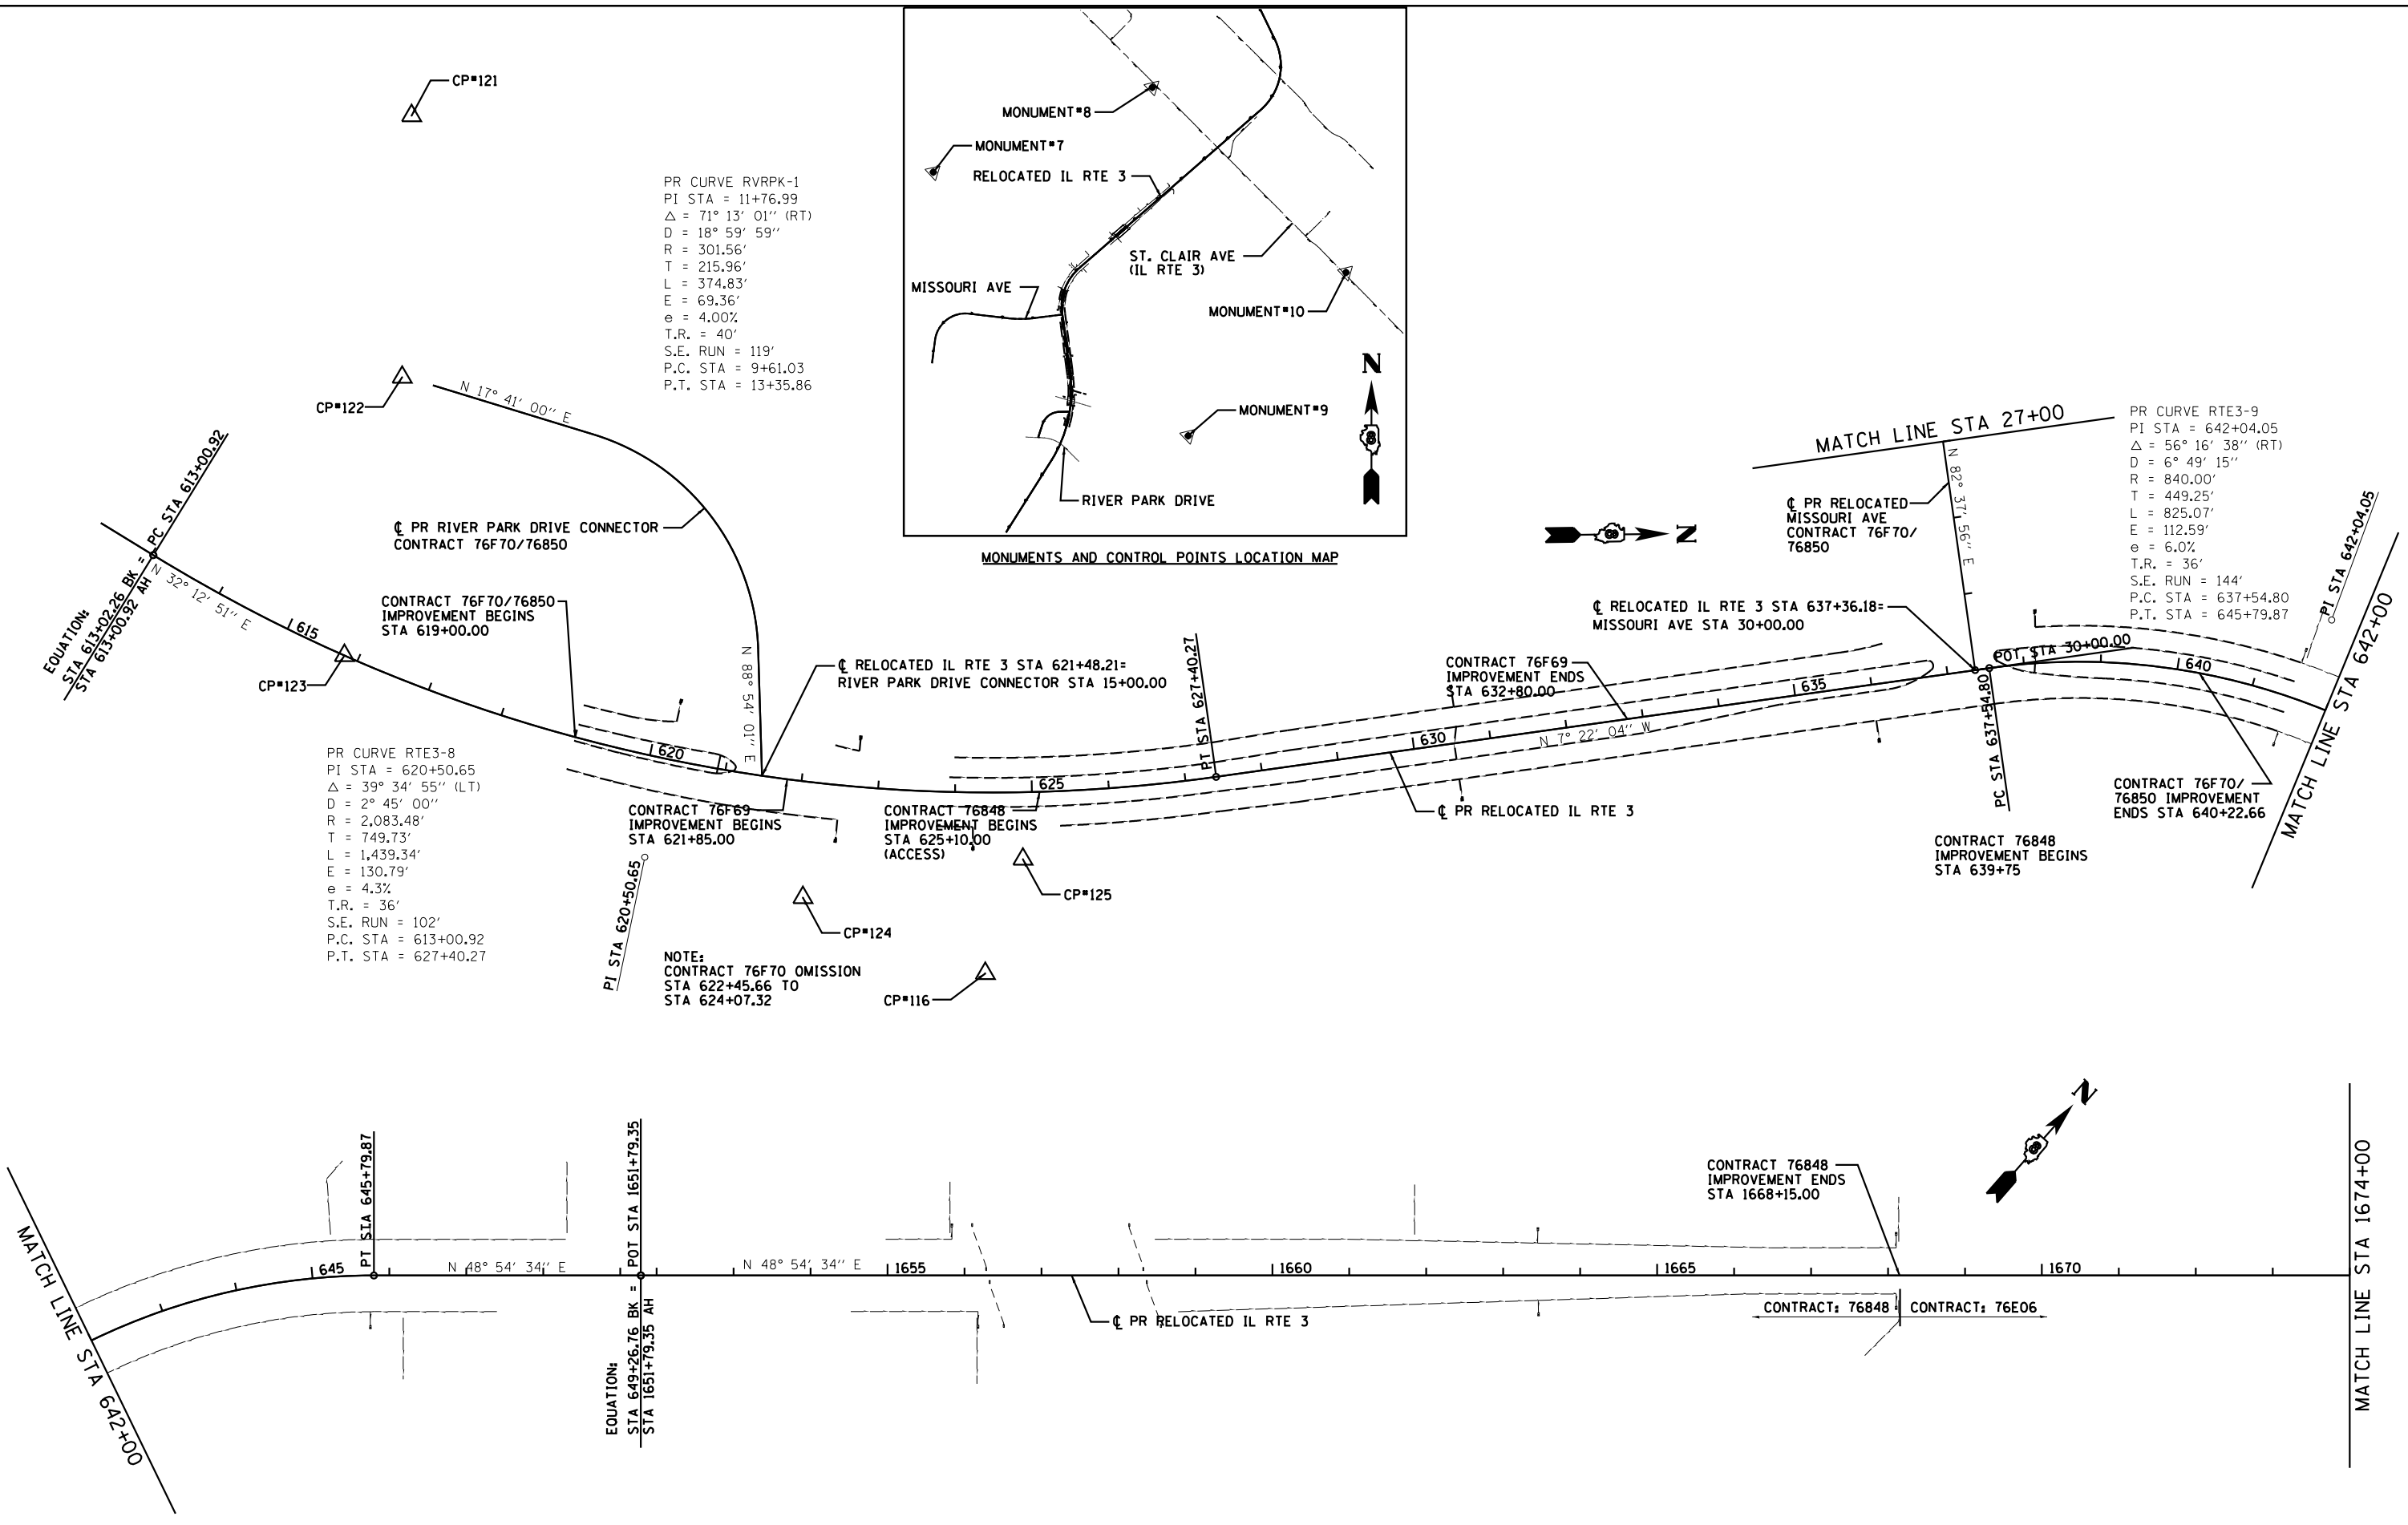 CP#121
CP#122
PR CURVE RVRPK-1
PI STA = 11+76.99
△ = 71° 13' 01'' (RT)
D = 18° 59' 59''
R = 301.56'
T = 215.96'
L = 374.83'
E = 69.36'
e = 4.00%
T.R. = 40'
S.E. RUN = 119'
P.C. STA = 9+61.03
P.T. STA = 13+35.86
MONUMENT#8
MONUMENT#7
RELOCATED IL RTE 3
ST. CLAIR AVE
(IL RTE 3)
MISSOURI AVE
MONUMENT#10
N
MONUMENT#9
RIVER PARK DRIVE
MONUMENTS AND CONTROL POINTS LOCATION MAP
N 17° 41' 00'' E
PC STA 613+00.92
EQUATION:
STA 613+02.26 BK =
STA 613+00.92 AH
N 32° 12' 51'' E
615
CP#123
℄ PR RIVER PARK DRIVE CONNECTOR
CONTRACT 76F70/76850
CONTRACT 76F70/76850
IMPROVEMENT BEGINS
STA 619+00.00
N 88° 54' 01'' E
℄ RELOCATED IL RTE 3 STA 621+48.21=
RIVER PARK DRIVE CONNECTOR STA 15+00.00
620
PR CURVE RTE3-8
PI STA = 620+50.65
△ = 39° 34' 55'' (LT)
D = 2° 45' 00''
R = 2,083.48'
T = 749.73'
L = 1,439.34'
E = 130.79'
e = 4.3%
T.R. = 36'
S.E. RUN = 102'
P.C. STA = 613+00.92
P.T. STA = 627+40.27
CONTRACT 76F69
IMPROVEMENT BEGINS
STA 621+85.00
PI STA 620+50.65
NOTE:
CONTRACT 76F70 OMISSION
STA 622+45.66 TO
STA 624+07.32
CP#124
CONTRACT 76848
IMPROVEMENT BEGINS
STA 625+10.00
(ACCESS)
625
CP#125
CP#116
PT STA 627+40.27
N
CONTRACT 76F69
IMPROVEMENT ENDS
STA 632+80.00
630
N 7° 22' 04'' W
635
℄ PR RELOCATED IL RTE 3
MATCH LINE STA 27+00
N 82° 37' 56'' E
℄ PR RELOCATED
MISSOURI AVE
CONTRACT 76F70/
76850
℄ RELOCATED IL RTE 3 STA 637+36.18=
MISSOURI AVE STA 30+00.00
POT STA 30+00.00
PC STA 637+54.80
640
PR CURVE RTE3-9
PI STA = 642+04.05
△ = 56° 16' 38'' (RT)
D = 6° 49' 15''
R = 840.00'
T = 449.25'
L = 825.07'
E = 112.59'
e = 6.0%
T.R. = 36'
S.E. RUN = 144'
P.C. STA = 637+54.80
P.T. STA = 645+79.87
PI STA 642+04.05
MATCH LINE STA 642+00
CONTRACT 76F70/
76850 IMPROVEMENT
ENDS STA 640+22.66
CONTRACT 76848
IMPROVEMENT BEGINS
STA 639+75
MATCH LINE STA 642+00
645
PT STA 645+79.87
N 48° 54' 34'' E
POT STA 1651+79.35
EQUATION:
STA 649+26.76 BK =
STA 1651+79.35 AH
N 48° 54' 34'' E
1655
℄ PR RELOCATED IL RTE 3
1660
1665
CONTRACT 76848
IMPROVEMENT ENDS
STA 1668+15.00
N
CONTRACT: 76848
CONTRACT: 76E06
1670
MATCH LINE STA 1674+00